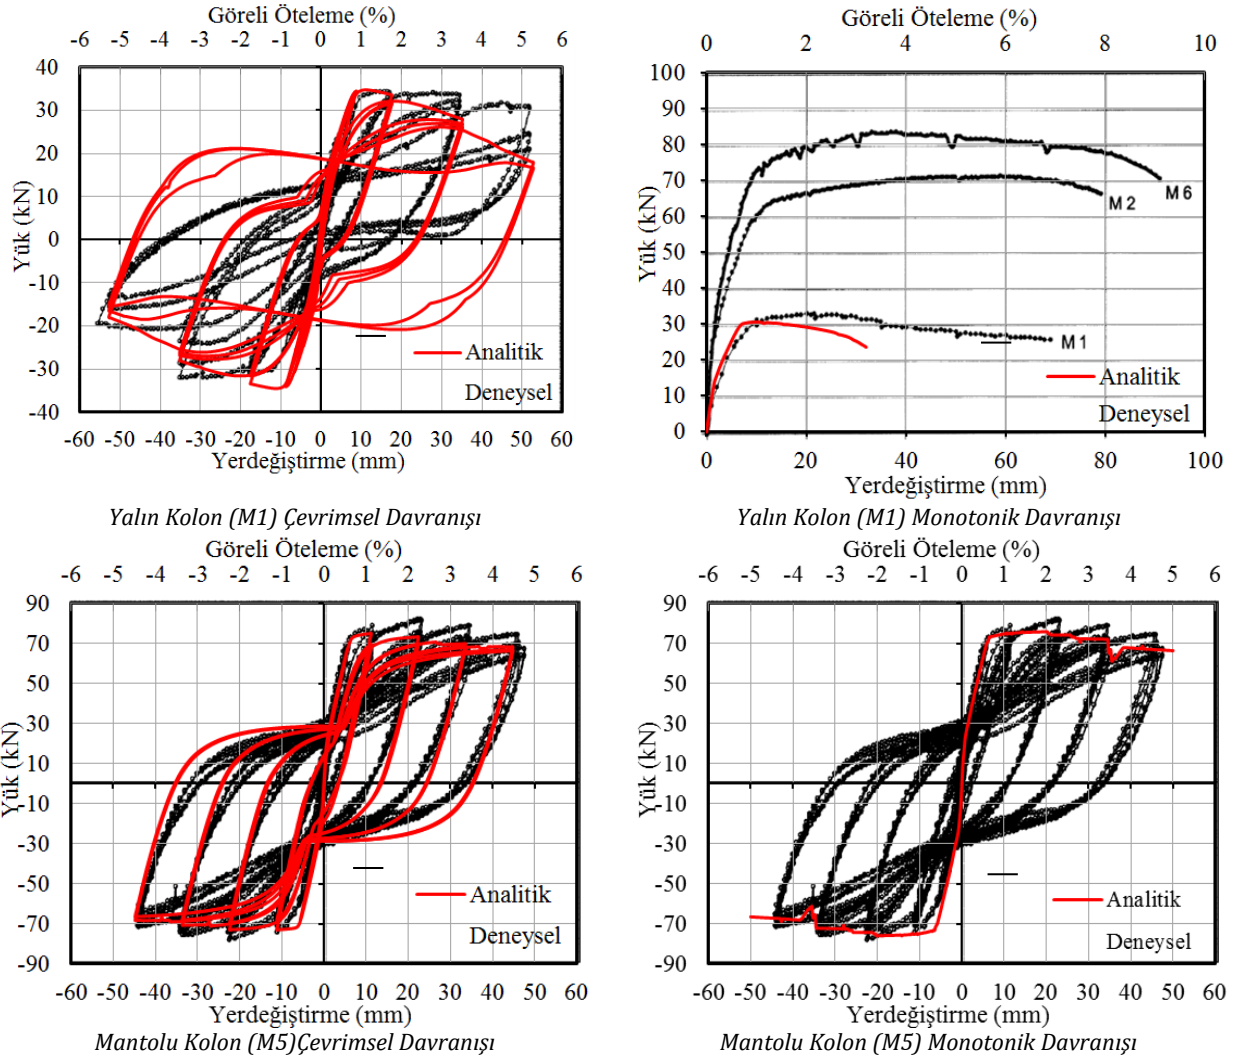 Göreli Öteleme (%)
-6 -5 -4 -3 -2 -1 0 1 2 3 4 5 6
40
30
20
10
0
-10
-20
-30
-40
Yük (kN)
Analitik
Deneysel
-60 -50 -40 -30 -20 -10 0 10 20 30 40 50 60
Yerdeğiştirme (mm)
Yalın Kolon (M1) Çevrimsel Davranışı
Göreli Öteleme (%)
0 2 4 6 8 10
100
90
80
70
60
50
40
30
20
10
0
Yük (kN)
M6
M2
M1
Analitik
Deneysel
0 20 40 60 80 100
Yerdeğiştirme (mm)
Yalın Kolon (M1) Monotonik Davranışı
Göreli Öteleme (%)
-6 -5 -4 -3 -2 -1 0 1 2 3 4 5 6
90
70
50
30
10
-10
-30
-50
-70
-90
Yük (kN)
Analitik
Deneysel
-60 -50 -40 -30 -20 -10 0 10 20 30 40 50 60
Yerdeğiştirme (mm)
Mantolu Kolon (M5)Çevrimsel Davranışı
Göreli Öteleme (%)
-6 -5 -4 -3 -2 -1 0 1 2 3 4 5 6
90
70
50
30
10
-10
-30
-50
-70
-90
Yük (kN)
Analitik
Deneysel
-60 -50 -40 -30 -20 -10 0 10 20 30 40 50 60
Yerdeğiştirme (mm)
Mantolu Kolon (M5) Monotonik Davranışı